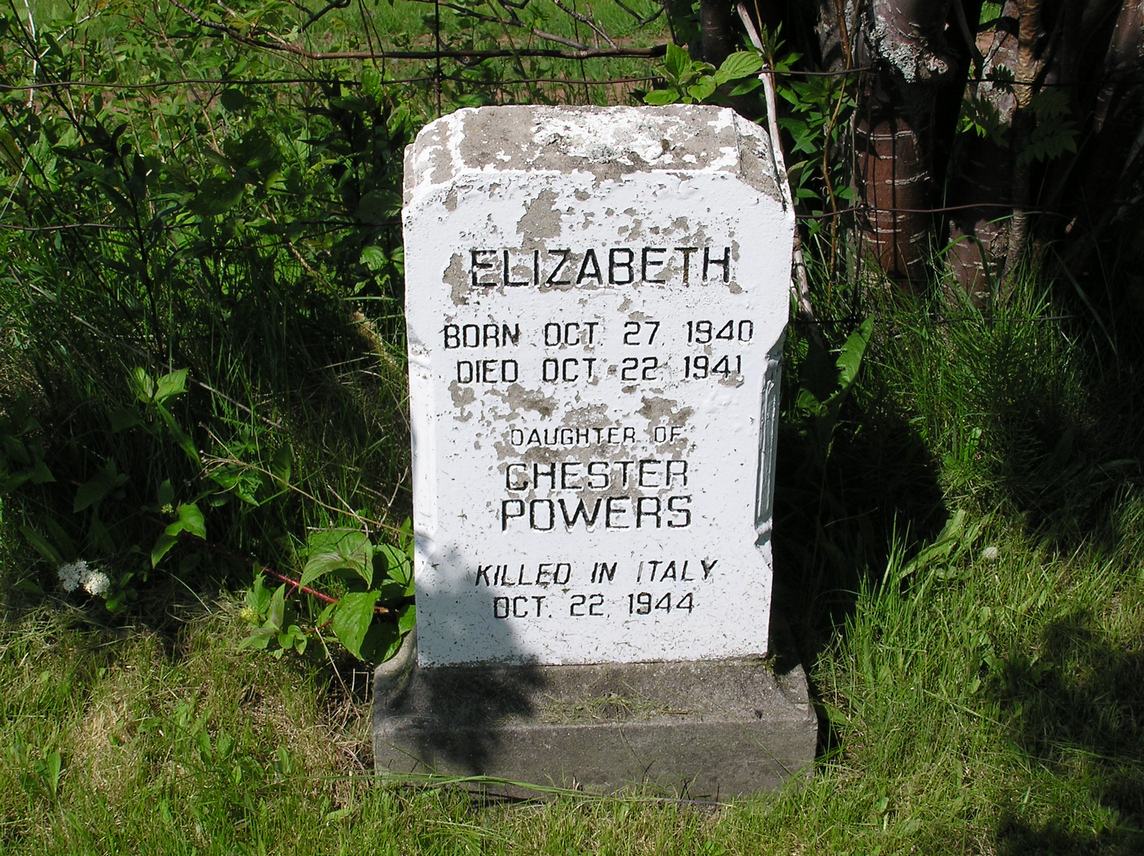 ELIZABETH
BORN OCT. 27, 1940
DIED OCT 22 1941
DAUGHTER OF
CHESTER
POWERS
KILLED IN ITALY
OCT. 22, 1944